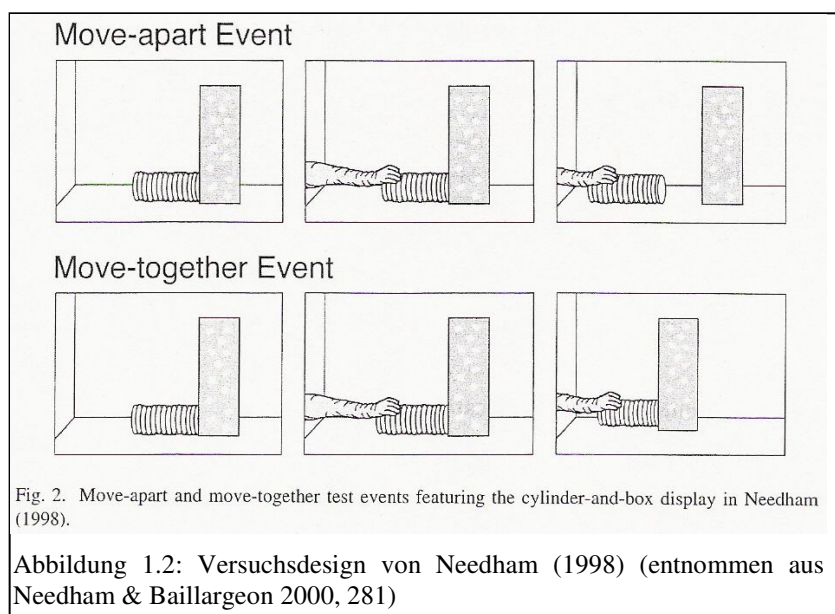 Move-apart Event
Move-together Event
Fig. 2. Move-apart and move-together test events featuring the cylinder-and-box display in Needham
(1998).
Abbildung 1.2: Versuchsdesign von Needham (1998) (entnommen aus
Needham & Baillargeon 2000, 281)